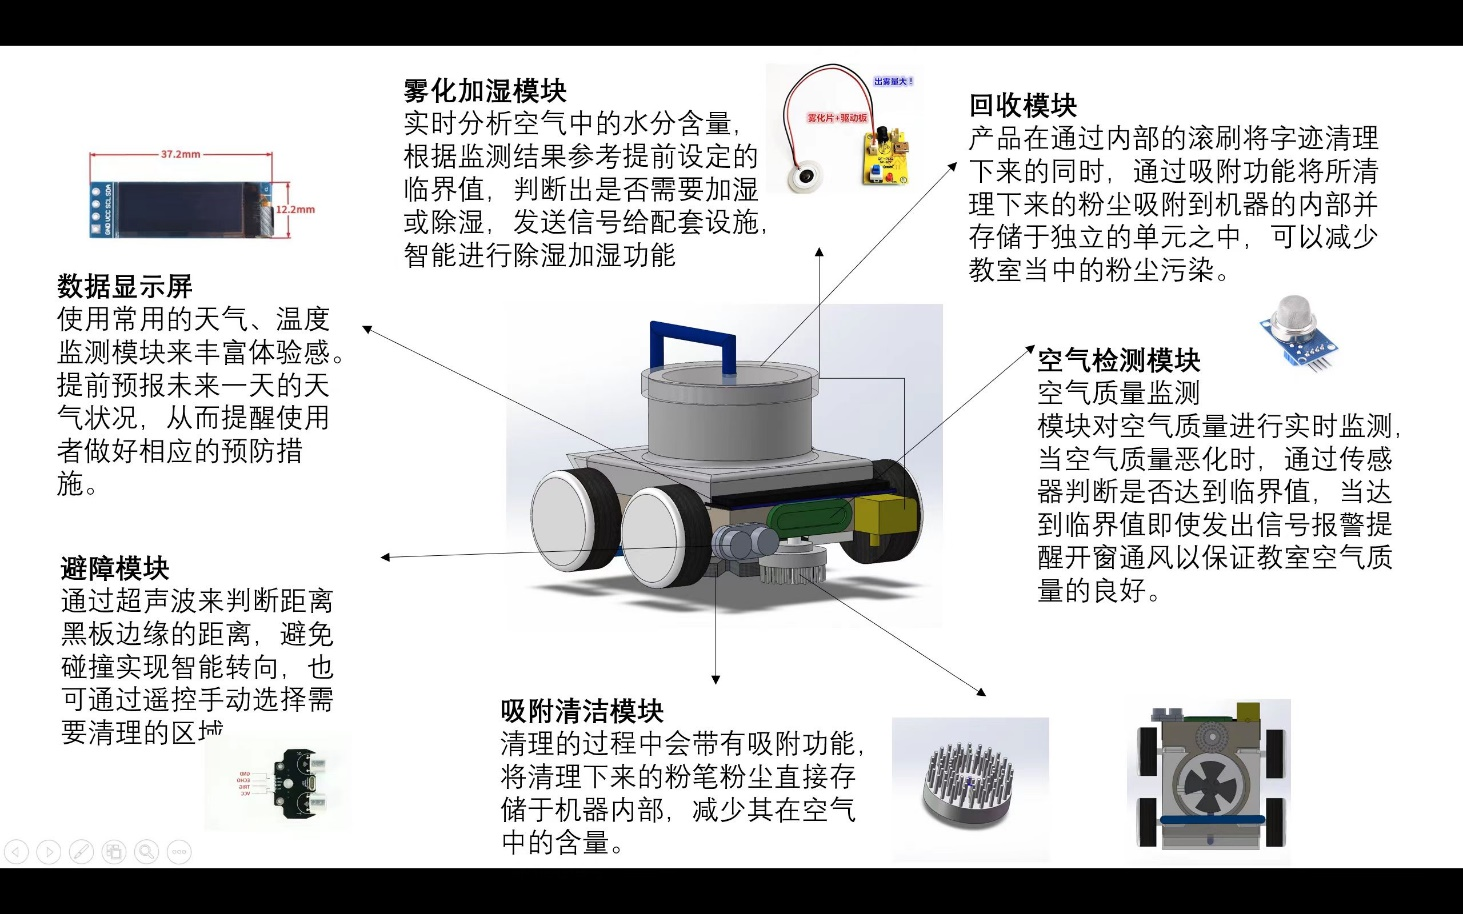 雾化加湿模块
实时分析空气中的水分含量，
根据监测结果参考提前设定的
临界值，判断出是否需要加湿
或除湿，发送信号给配套设施，
智能进行除湿加湿功能
出雾量大！
雾化片+驱动板
回收模块
产品在通过内部的滚刷将字迹清理
下来的同时，通过吸附功能将所清
理下来的粉尘吸附到机器的内部并
存储于独立的单元之中，可以减少
教室当中的粉尘污染。
37.2mm
12.2mm
GND VCC SCL SDA
数据显示屏
使用常用的天气、温度
监测模块来丰富体验感。
提前预报未来一天的天
气状况，从而提醒使用
者做好相应的预防措
施。
空气检测模块
空气质量监测
模块对空气质量进行实时监测，
当空气质量恶化时，通过传感
器判断是否达到临界值，当达
到临界值即使发出信号报警提
醒开窗通风以保证教室空气质
量的良好。
避障模块
通过超声波来判断距离
黑板边缘的距离，避免
碰撞实现智能转向，也
可通过遥控手动选择需
要清理的区域
GND
ECHO
TRIG
VCC
吸附清洁模块
清理的过程中会带有吸附功能，
将清理下来的粉笔粉尘直接存
储于机器内部，减少其在空气
中的含量。